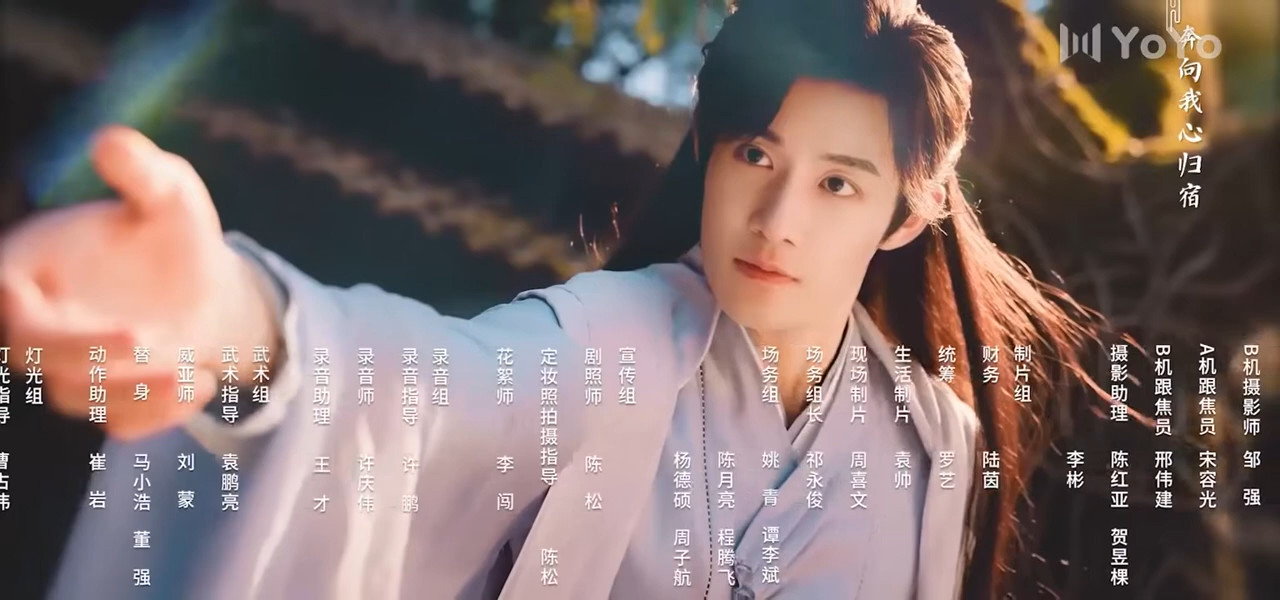 YoYo
奔向我心归宿
B机摄影师 邹强
A机跟焦员 宋容光
B机跟焦员 邢伟建
摄影助理 陈红亚 贺昱棵
李彬
制片组
财务 陆茵
统筹 罗艺
生活制片 袁帅
现场制片 周喜文
场务组长 祁永俊
场务组 姚青 谭李斌
陈月亮 程腾飞
杨德硕 周子航
宣传组
剧照师 陈松
定妆照拍摄指导 陈松
花絮师 李闯
录音组
录音指导 许鹏
录音师 许庆伟
录音助理 王才
武术组
武术指导 袁鹏亮
威亚师 刘蒙
替身 马小浩 董强
动作助理 崔岩
灯光组
灯光指导